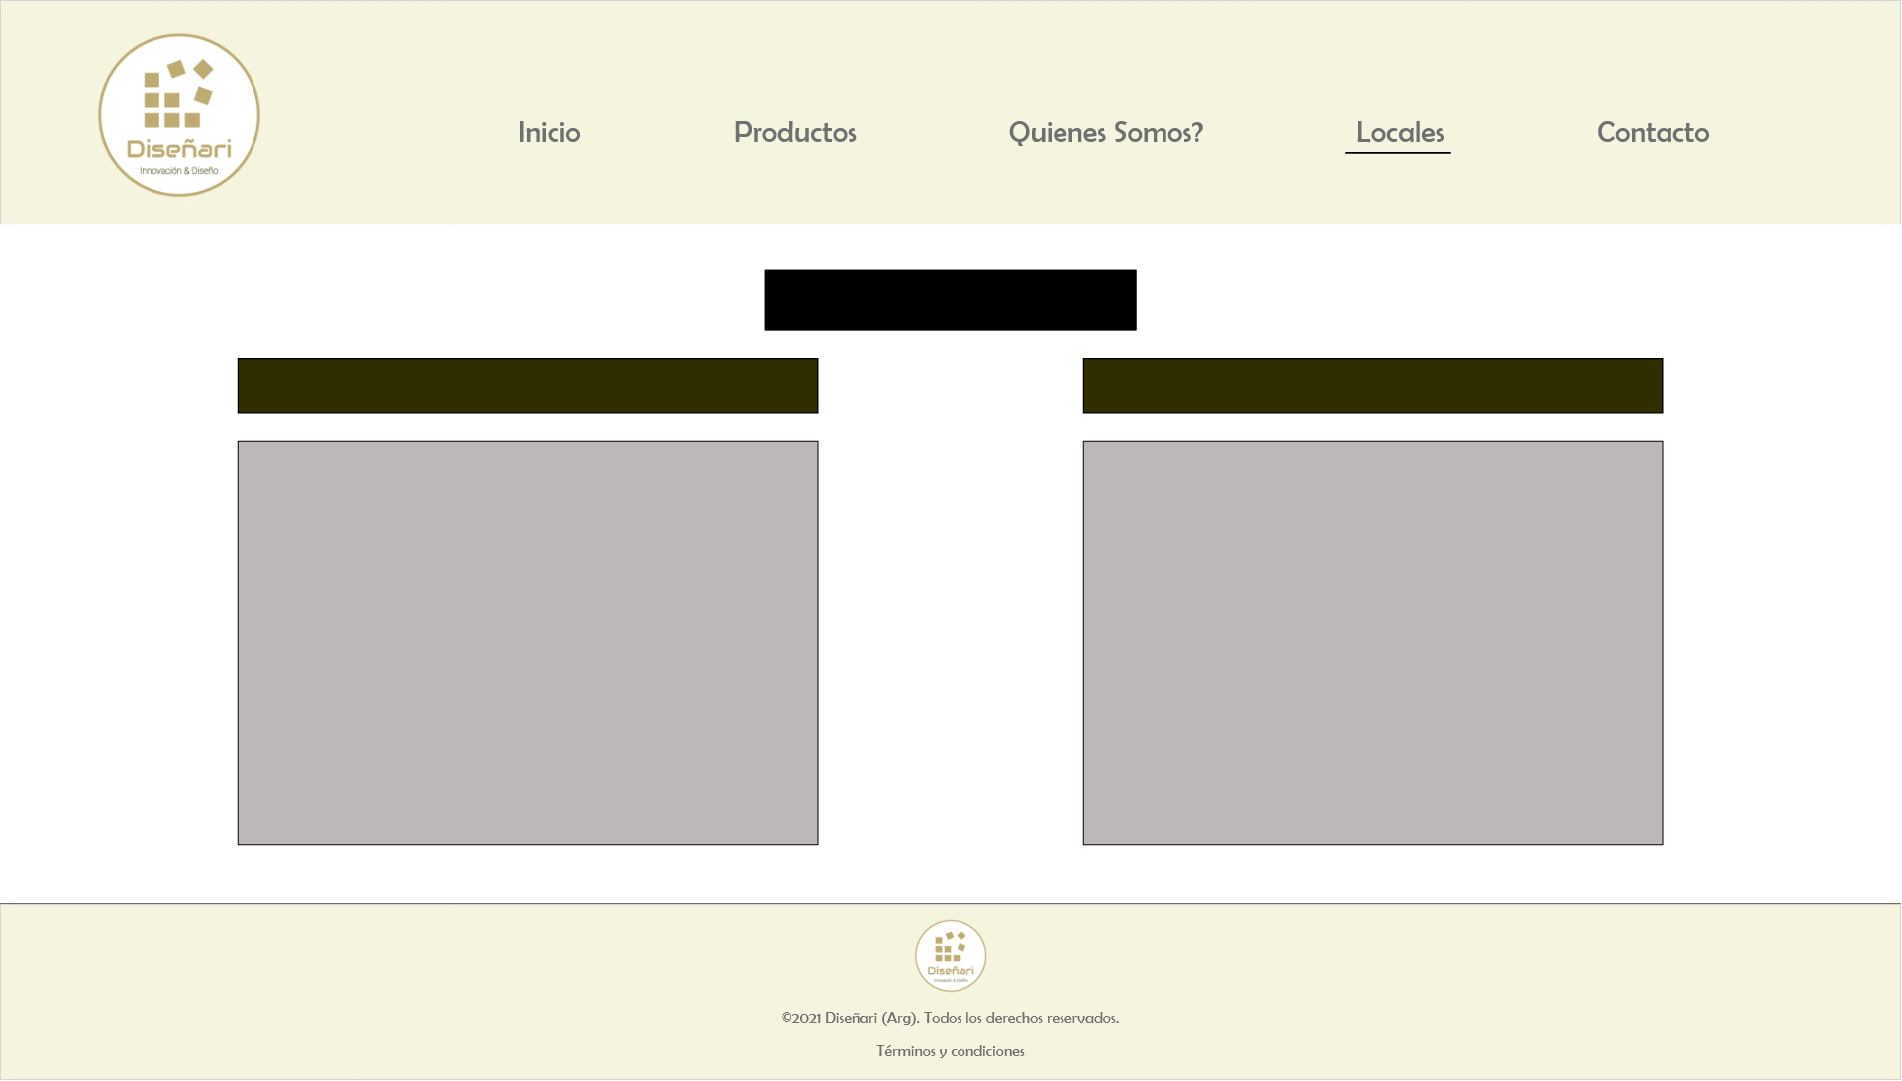 Diseñari
Innovación & Diseño
Inicio Productos Quienes Somos? Locales Contacto
Diseñari
Innovación & Diseño
©2021 Diseñari (Arg). Todos los derechos reservados.
Términos y condiciones